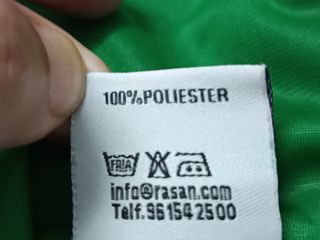 100%POLIESTER
FRIA
info@rasan.com
Telf.961542500